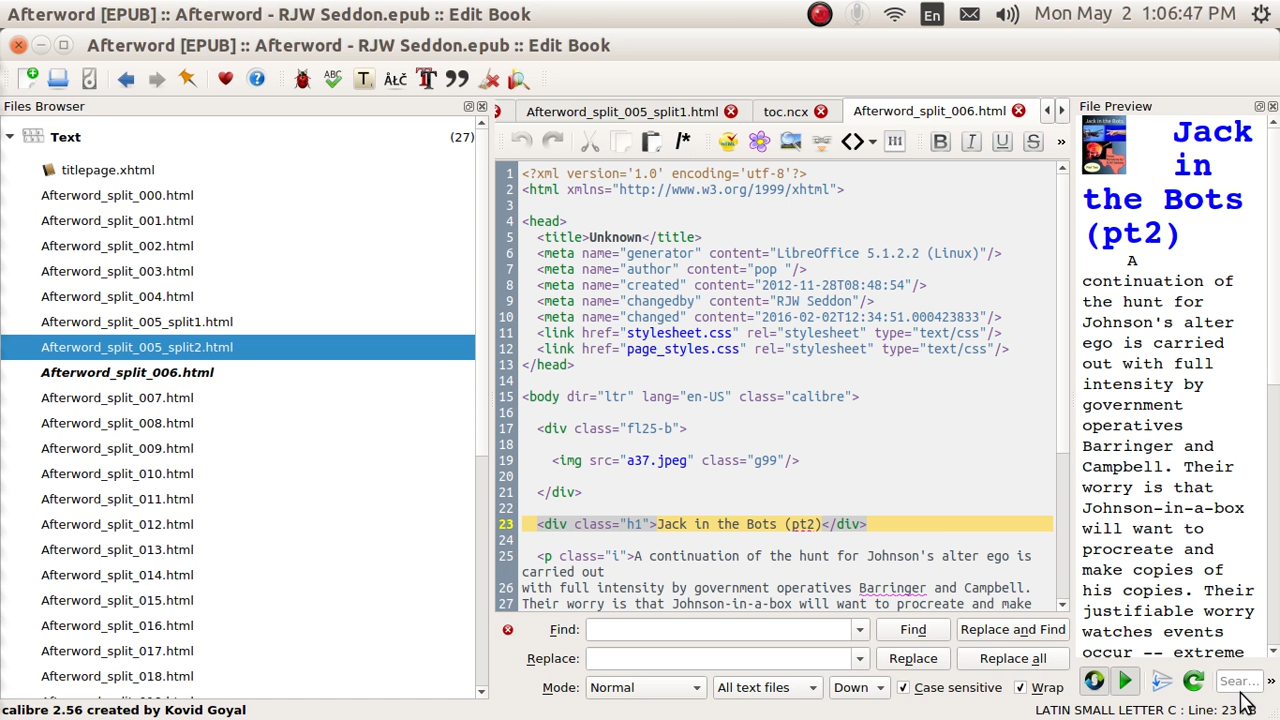 Afterword [EPUB] :: Afterword - RJW Seddon.epub :: Edit Book
En
Mon May 2 1:06:47 PM
Afterword [EPUB] :: Afterword - RJW Seddon.epub :: Edit Book
ABC
T
ÁŁČ
T
Files Browser
Text (27)
titlepage.xhtml
Afterword_split_000.html
Afterword_split_001.html
Afterword_split_002.html
Afterword_split_003.html
Afterword_split_004.html
Afterword_split_005_split1.html
Afterword_split_005_split2.html
Afterword_split_006.html
Afterword_split_007.html
Afterword_split_008.html
Afterword_split_009.html
Afterword_split_010.html
Afterword_split_011.html
Afterword_split_012.html
Afterword_split_013.html
Afterword_split_014.html
Afterword_split_015.html
Afterword_split_016.html
Afterword_split_017.html
Afterword_split_018.html
Afterword_split_005_split1.html
toc.ncx
Afterword_split_006.html
/*
<>
H1
B I U S »
1 <?xml version='1.0' encoding='utf-8'?>
2 <html xmlns="http://www.w3.org/1999/xhtml">
3
4 <head>
5 <title>Unknown</title>
6 <meta name="generator" content="LibreOffice 5.1.2.2 (Linux)"/>
7 <meta name="author" content="pop "/>
8 <meta name="created" content="2012-11-28T08:48:54"/>
9 <meta name="changedby" content="RJW Seddon"/>
10 <meta name="changed" content="2016-02-02T12:34:51.000423833"/>
11 <link href="stylesheet.css" rel="stylesheet" type="text/css"/>
12 <link href="page_styles.css" rel="stylesheet" type="text/css"/>
13 </head>
14
15 <body dir="ltr" lang="en-US" class="calibre">
16
17 <div class="fl25-b">
18
19 <img src="a37.jpeg" class="g99"/>
20
21 </div>
22
23 <div class="h1">Jack in the Bots (pt2)</div>
24
25 <p class="i">A continuation of the hunt for Johnson's alter ego is
carried out
26 with full intensity by government operatives Barringer and Campbell.
27 Their worry is that Johnson-in-a-box will want to procreate and make
Find:
Find
Replace and Find
Replace:
Replace
Replace all
Mode:
Normal
All text files
Down
Case sensitive
Wrap
File Preview
Jack in the Bots
Jack
in
the Bots
(pt2)
A
continuation of
the hunt for
Johnson's alter
ego is carried
out with full
intensity by
government
operatives
Barringer and
Campbell. Their
worry is that
Johnson-in-a-box
will want to
procreate and
make copies of
his copies. Their
justifiable worry
watches events
occur -- extreme
Sear... »
calibre 2.56 created by Kovid Goyal
LATIN SMALL LETTER C : Line: 23